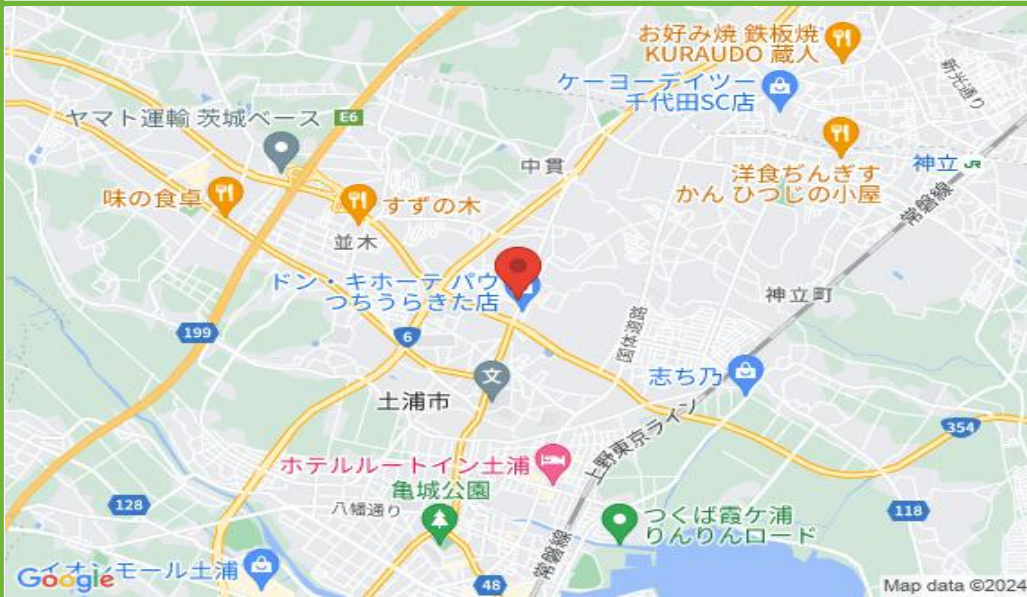 お好み焼 鉄板焼
KURAUDO 蔵人
ケーヨーデイツー
千代田SC店
新光通り
ヤマト運輸 茨城ベース
E6
中貫
洋食ぢんぎす
かん ひつじの小屋
神立 JR
常磐線
味の食卓
すずの木
並木
ドン・キホーテ パウ
つちうらきた店
神立町
199
6
国体道路
文
志ち乃
土浦市
上野東京ライン
354
ホテルルートイン土浦
亀城公園
128
八幡通り
118
つくば霞ケ浦
りんりんロード
常磐線
イオンモール土浦
48
Google
Map data ©2024